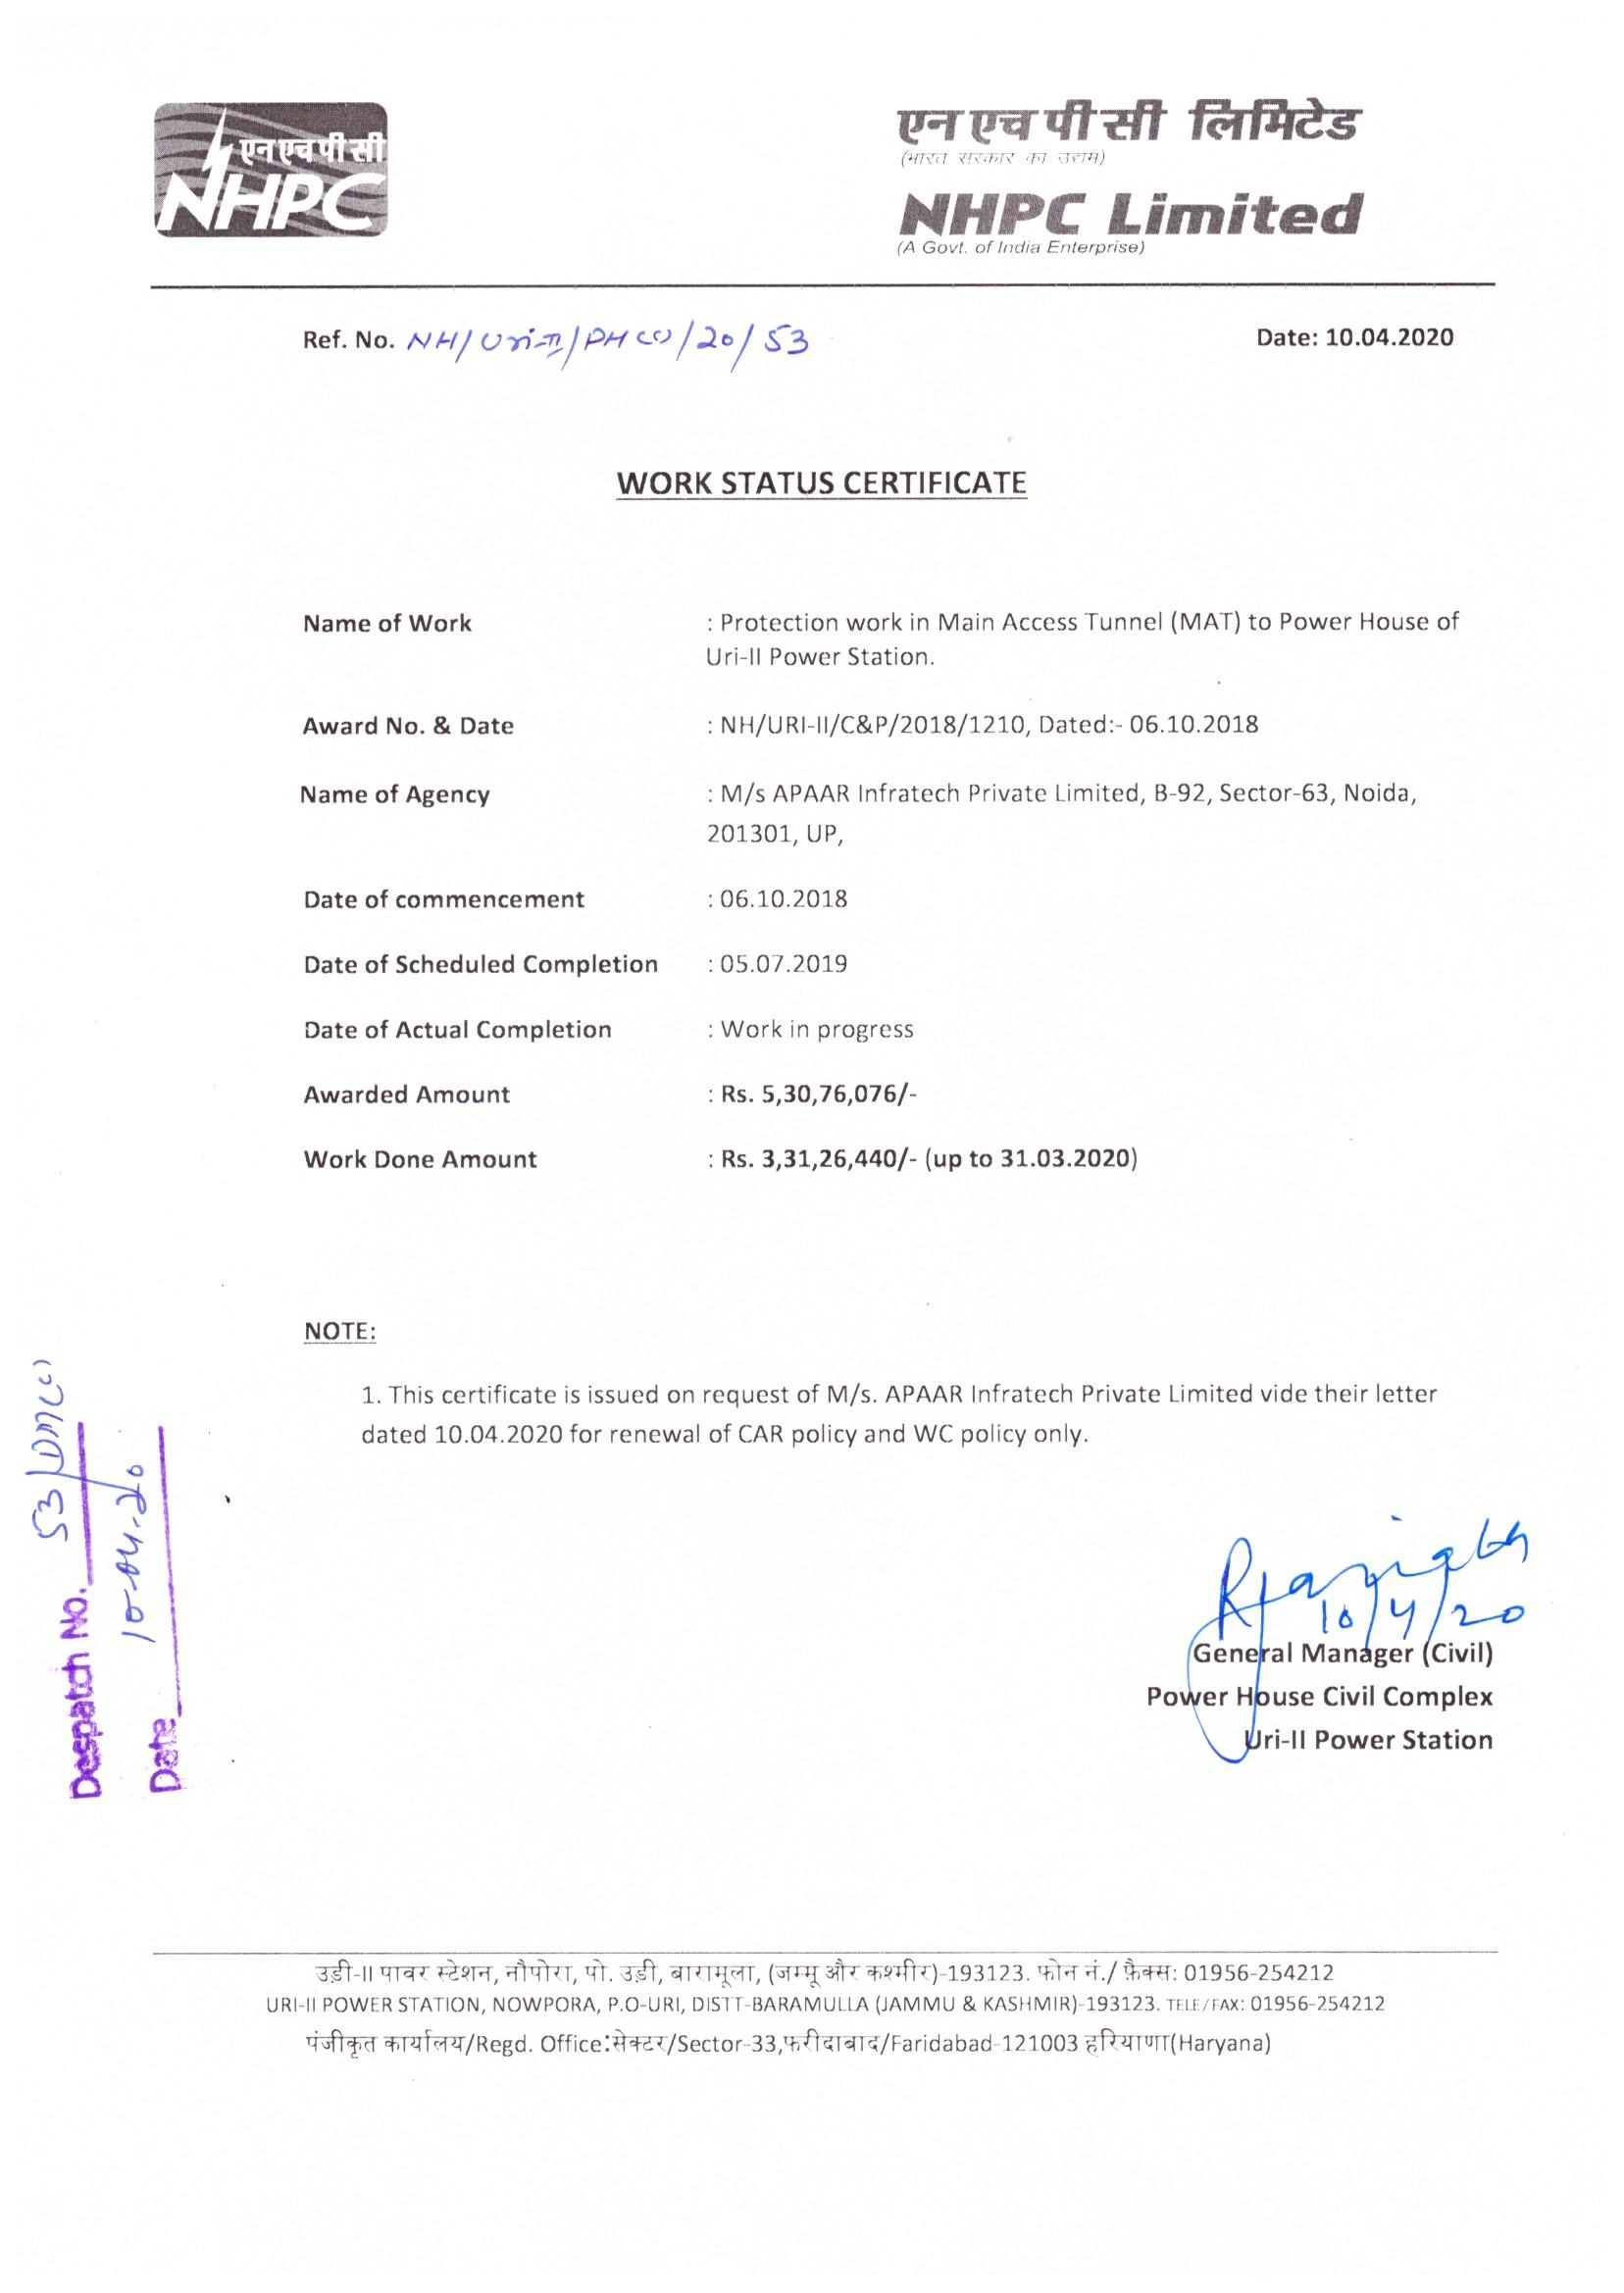 एन एच पी सी
NHPC
एन एच पी सी लिमिटेड
(भारत सरकार का उद्यम)
NHPC Limited
(A Govt. of India Enterprise)
Ref. No. NH/Uri-II/PHCC/20/53
Date: 10.04.2020
WORK STATUS CERTIFICATE
Name of Work : Protection work in Main Access Tunnel (MAT) to Power House of
Uri-II Power Station.
Award No. & Date : NH/URI-II/C&P/2018/1210, Dated:- 06.10.2018
Name of Agency : M/s APAAR Infratech Private Limited, B-92, Sector-63, Noida,
201301, UP,
Date of commencement : 06.10.2018
Date of Scheduled Completion : 05.07.2019
Date of Actual Completion : Work in progress
Awarded Amount : Rs. 5,30,76,076/-
Work Done Amount : Rs. 3,31,26,440/- (up to 31.03.2020)
NOTE:
1. This certificate is issued on request of M/s. APAAR Infratech Private Limited vide their letter
dated 10.04.2020 for renewal of CAR policy and WC policy only.
Despatch No. 53
Date 10-04-20
10/4/20
General Manager (Civil)
Power House Civil Complex
Uri-II Power Station
उड़ी-II पावर स्टेशन, नौपोरा, पो. उड़ी, बारामूला, (जम्मू और कश्मीर)-193123. फोन नं./ फ़ैक्स: 01956-254212
URI-II POWER STATION, NOWPORA, P.O-URI, DISTT-BARAMULLA (JAMMU & KASHMIR)-193123. TELE/FAX: 01956-254212
पंजीकृत कार्यालय/Regd. Office:सेक्टर/Sector-33,फरीदाबाद/Faridabad-121003 हरियाणा(Haryana)